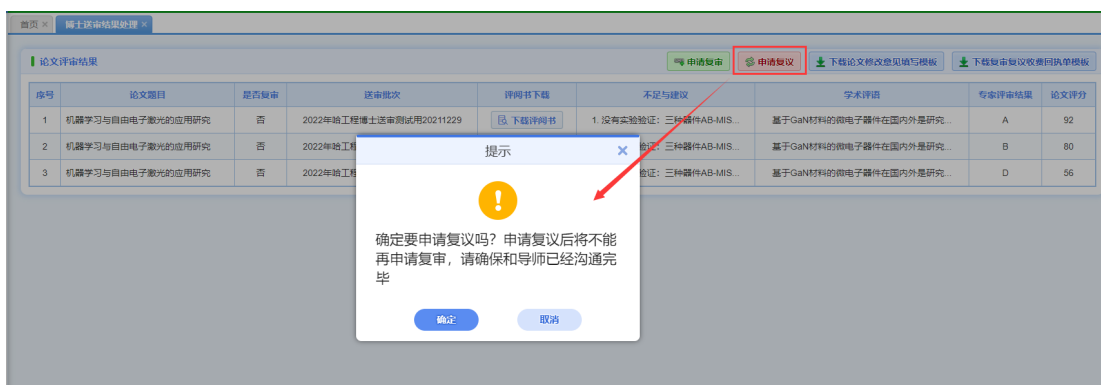 首页 ×
博士送审结果处理 ×
论文评审结果
申请复审
申请复议
下载论文修改意见填写模板
下载复审复议收费回执单模板
序号 论文题目 是否复审 送审批次 评阅书下载 不足与建议 学术评语 专家评审结果 论文评分
1 机器学习与自由电子激光的应用研究 否 2022年哈工程博士送审测试用20211229 下载评阅书 1. 没有实验验证：三种器件AB-MIS... 基于GaN材料的微电子器件在国内外是研究... A 92
2 机器学习与自由电子激光的应用研究 否 2022年哈工程 验证：三种器件AB-MIS... 基于GaN材料的微电子器件在国内外是研究... B 80
3 机器学习与自由电子激光的应用研究 否 2022年哈工程 验证：三种器件AB-MIS... 基于GaN材料的微电子器件在国内外是研究... D 56
提示 ×
确定要申请复议吗？申请复议后将不能
再申请复审，请确保和导师已经沟通完
毕
确定
取消